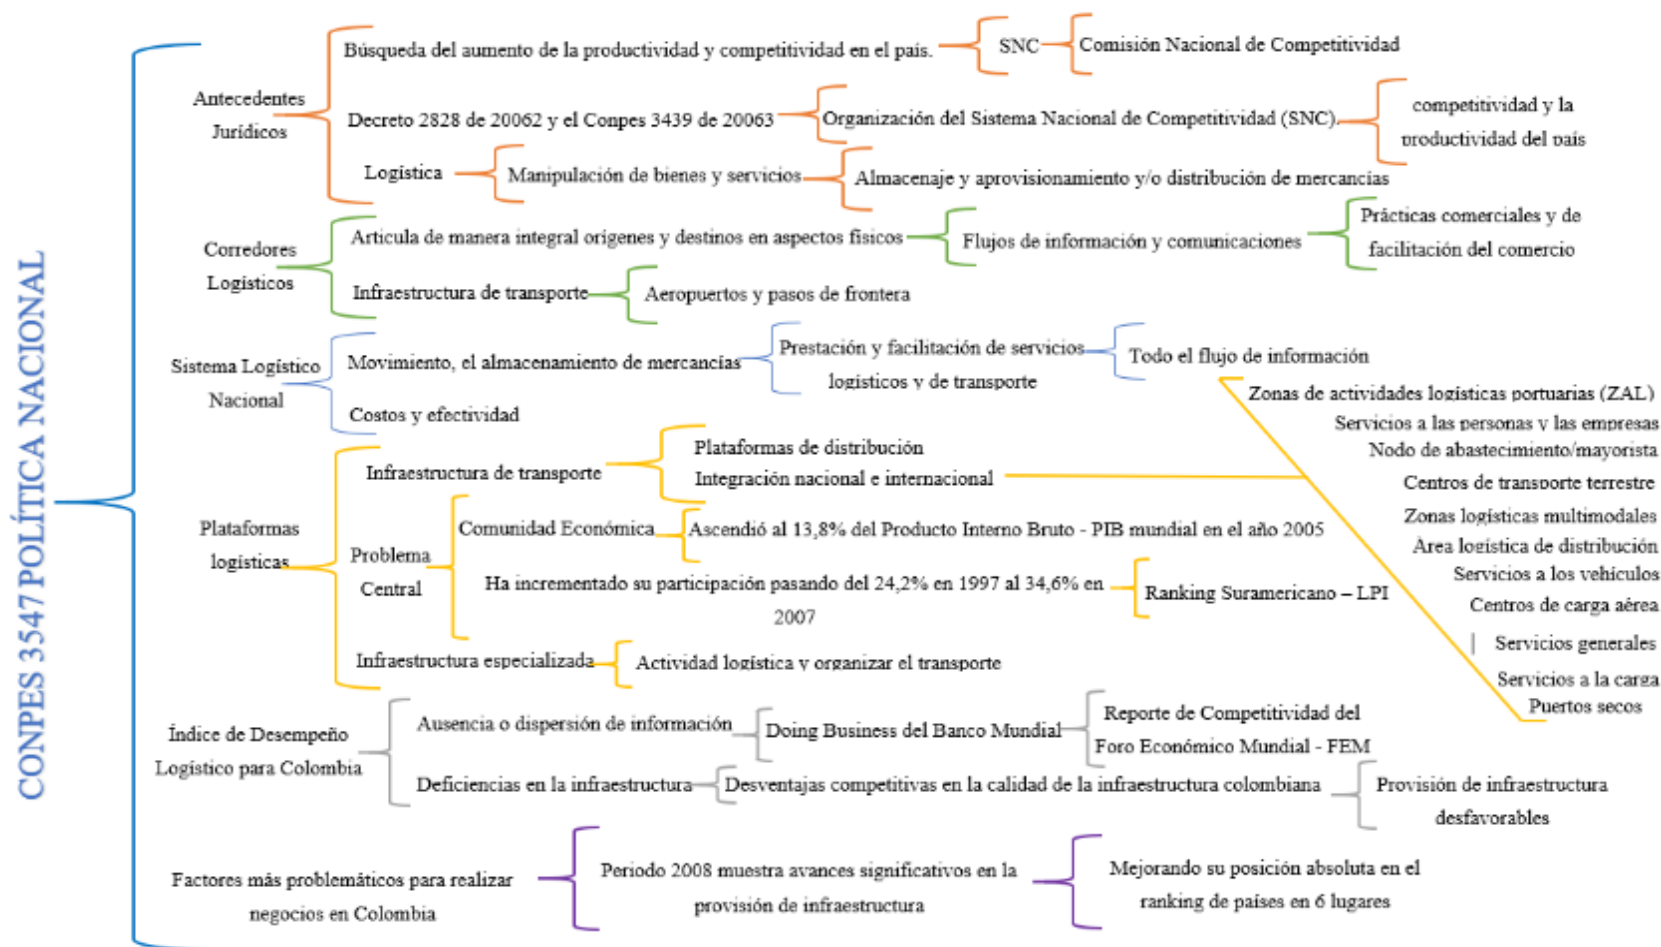 CONPES 3547 POLÍTICA NACIONAL
Antecedentes
Jurídicos
Búsqueda del aumento de la productividad y competitividad en el país.
SNC
Comisión Nacional de Competitividad
Decreto 2828 de 20062 y el Conpes 3439 de 20063
Organización del Sistema Nacional de Competitividad (SNC).
competitividad y la
productividad del país
Logística
Manipulación de bienes y servicios
Almacenaje y aprovisionamiento y/o distribución de mercancías
Corredores
Logísticos
Articula de manera integral orígenes y destinos en aspectos físicos
Flujos de información y comunicaciones
Prácticas comerciales y de
facilitación del comercio
Infraestructura de transporte
Aeropuertos y pasos de frontera
Sistema Logístico
Nacional
Movimiento, el almacenamiento de mercancías
Prestación y facilitación de servicios
logísticos y de transporte
Todo el flujo de información
Costos y efectividad
Plataformas
logísticas
Infraestructura de transporte
Plataformas de distribución
Integración nacional e internacional
Zonas de actividades logísticas portuarias (ZAL)
Servicios a las personas y las empresas
Nodo de abastecimiento/mayorista
Centros de transporte terrestre
Zonas logísticas multimodales
Área logística de distribución
Servicios a los vehículos
Centros de carga aérea
Servicios generales
Servicios a la carga
Puertos secos
Problema
Central
Comunidad Económica
Ascendió al 13,8% del Producto Interno Bruto - PIB mundial en el año 2005
Ha incrementado su participación pasando del 24,2% en 1997 al 34,6% en
2007
Ranking Suramericano – LPI
Infraestructura especializada
Actividad logística y organizar el transporte
Índice de Desempeño
Logístico para Colombia
Ausencia o dispersión de información
Doing Business del Banco Mundial
Reporte de Competitividad del
Foro Económico Mundial - FEM
Deficiencias en la infraestructura
Desventajas competitivas en la calidad de la infraestructura colombiana
Provisión de infraestructura
desfavorables
Factores más problemáticos para realizar
negocios en Colombia
Periodo 2008 muestra avances significativos en la
provisión de infraestructura
Mejorando su posición absoluta en el
ranking de países en 6 lugares